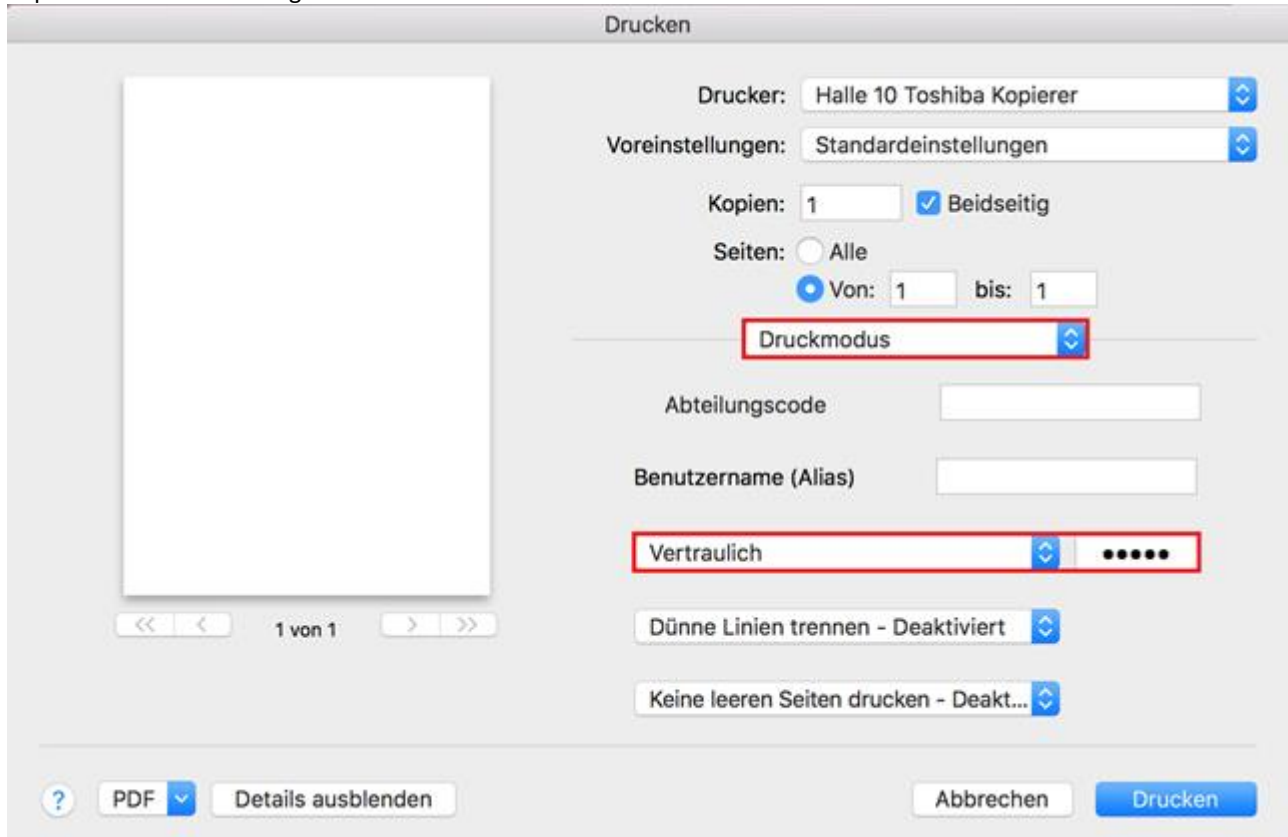 Drucken
Drucker: Halle 10 Toshiba Kopierer
Voreinstellungen: Standardeinstellungen
Kopien: 1 Beidseitig
Seiten: Alle
Von: 1 bis: 1
Druckmodus
Abteilungscode
Benutzername (Alias)
Vertraulich •••••
<< < 1 von 1 > >>
Dünne Linien trennen - Deaktiviert
Keine leeren Seiten drucken - Deakt...
? PDF Details ausblenden Abbrechen Drucken